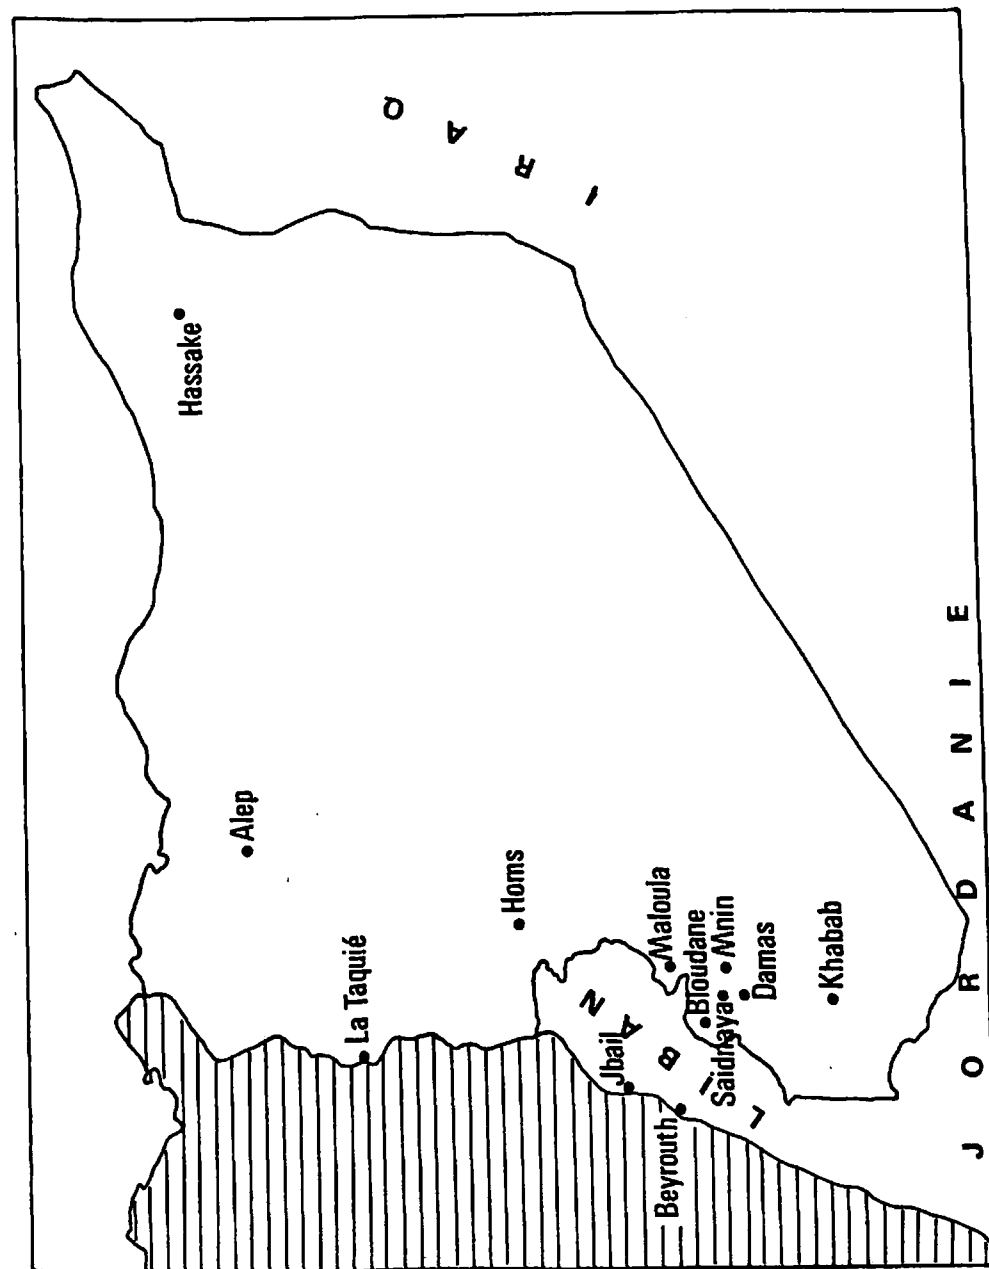 IRAQ
Hassake
Alep
La Taquié
Homs
Maloula
Bloudane
Mnin
Saidnaya
Damas
Khabab
Jbail
Beyrouth
LIBAN
JORDANIE